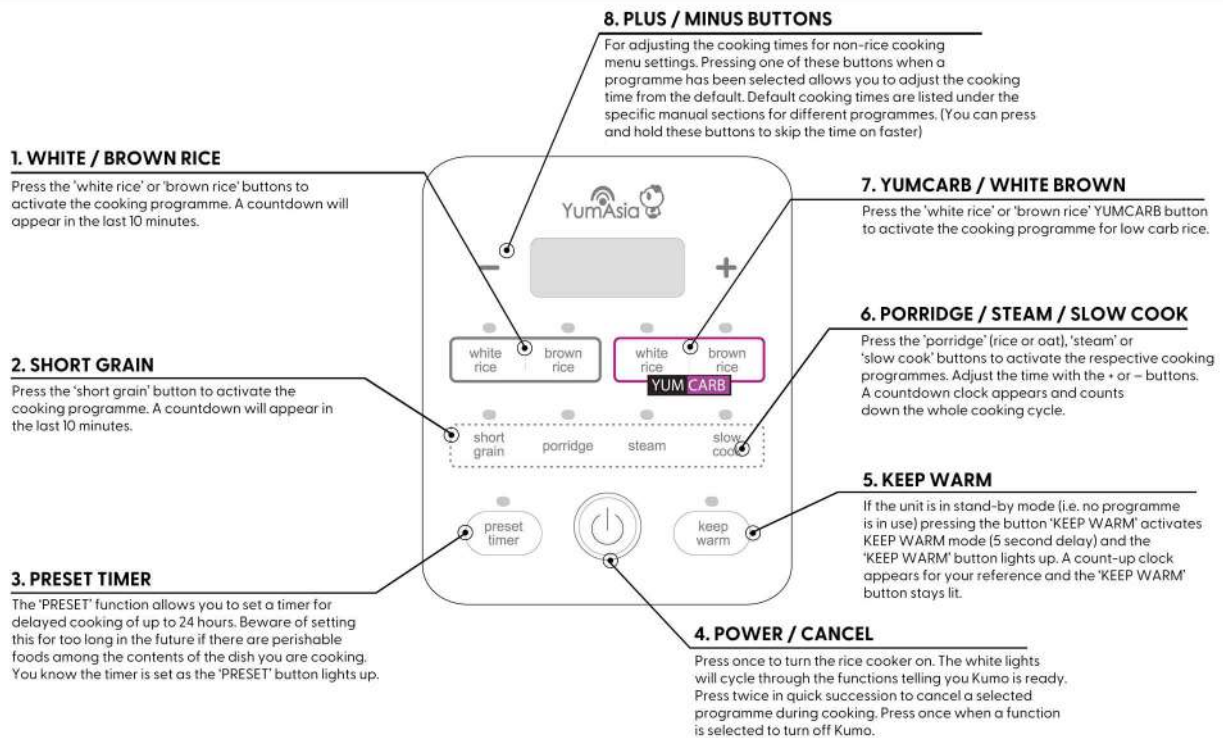 8. PLUS / MINUS BUTTONS
For adjusting the cooking times for non-rice cooking
menu settings. Pressing one of these buttons when a
programme has been selected allows you to adjust the cooking
time from the default. Default cooking times are listed under the
specific manual sections for different programmes. (You can press
and hold these buttons to skip the time on faster)
1. WHITE / BROWN RICE
Press the 'white rice' or 'brown rice' buttons to
activate the cooking programme. A countdown will
appear in the last 10 minutes.
2. SHORT GRAIN
Press the 'short grain' button to activate the
cooking programme. A countdown will appear in
the last 10 minutes.
3. PRESET TIMER
The 'PRESET' function allows you to set a timer for
delayed cooking of up to 24 hours. Beware of setting
this for too long in the future if there are perishable
foods among the contents of the dish you are cooking.
You know the timer is set as the 'PRESET' button lights up.
YumAsia
− +
white
rice
brown
rice
white
rice
brown
rice
YUM CARB
short
grain
porridge
steam
slow
cook
preset
timer
keep
warm
7. YUMCARB / WHITE BROWN
Press the 'white rice' or 'brown rice' YUMCARB button
to activate the cooking programme for low carb rice.
6. PORRIDGE / STEAM / SLOW COOK
Press the 'porridge' (rice or oat), 'steam' or
'slow cook' buttons to activate the respective cooking
programmes. Adjust the time with the + or – buttons.
A countdown clock appears and counts
down the whole cooking cycle.
5. KEEP WARM
If the unit is in stand-by mode (i.e. no programme
is in use) pressing the button 'KEEP WARM' activates
KEEP WARM mode (5 second delay) and the
'KEEP WARM' button lights up. A count-up clock
appears for your reference and the 'KEEP WARM'
button stays lit.
4. POWER / CANCEL
Press once to turn the rice cooker on. The white lights
will cycle through the functions telling you Kumo is ready.
Press twice in quick succession to cancel a selected
programme during cooking. Press once when a function
is selected to turn off Kumo.